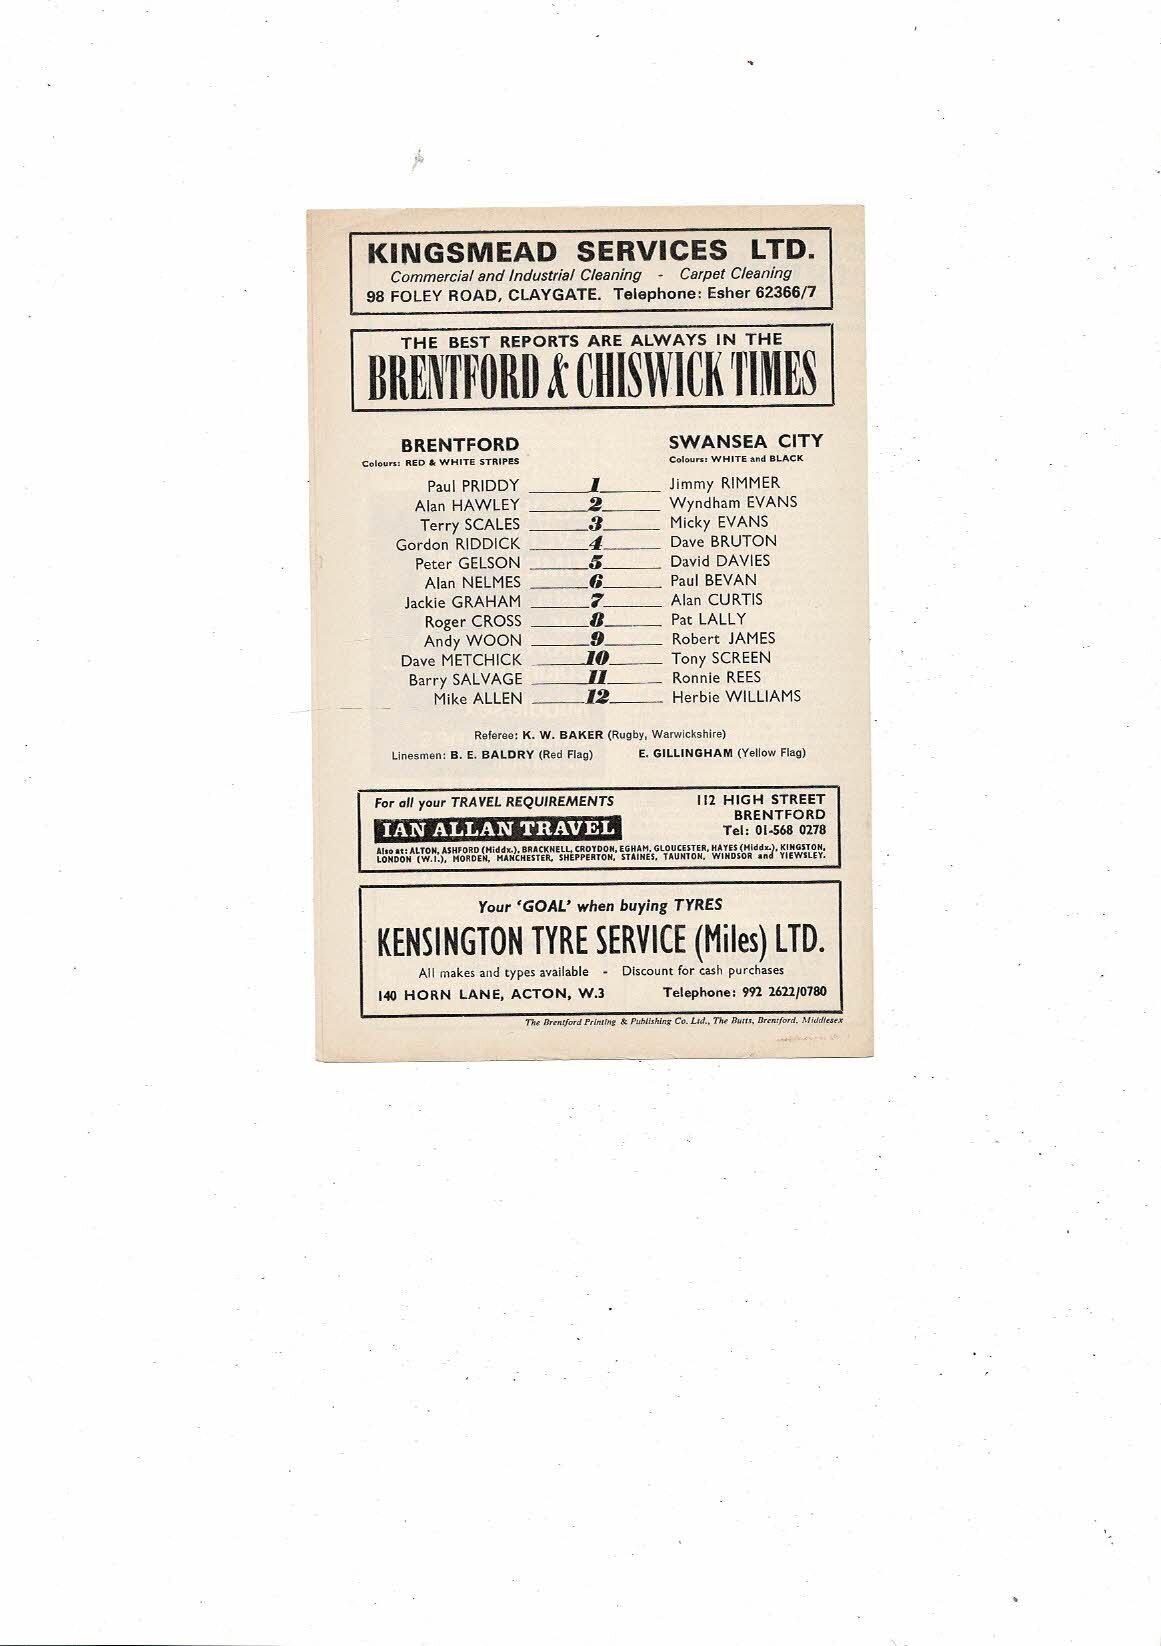 KINGSMEAD SERVICES LTD.
Commercial and Industrial Cleaning - Carpet Cleaning
98 FOLEY ROAD, CLAYGATE. Telephone: Esher 62366/7
THE BEST REPORTS ARE ALWAYS IN THE
BRENTFORD & CHISWICK TIMES
BRENTFORD SWANSEA CITY
Colours: RED & WHITE STRIPES Colours: WHITE and BLACK
Paul PRIDDY 1 Jimmy RIMMER
Alan HAWLEY 2 Wyndham EVANS
Terry SCALES 3 Micky EVANS
Gordon RIDDICK 4 Dave BRUTON
Peter GELSON 5 David DAVIES
Alan NELMES 6 Paul BEVAN
Jackie GRAHAM 7 Alan CURTIS
Roger CROSS 8 Pat LALLY
Andy WOON 9 Robert JAMES
Dave METCHICK 10 Tony SCREEN
Barry SALVAGE 11 Ronnie REES
Mike ALLEN 12 Herbie WILLIAMS
Referee: K. W. BAKER (Rugby, Warwickshire)
Linesmen: B. E. BALDRY (Red Flag) E. GILLINGHAM (Yellow Flag)
For all your TRAVEL REQUIREMENTS 112 HIGH STREET
BRENTFORD
IAN ALLAN TRAVEL Tel: 01-568 0278
Also at: ALTON, ASHFORD (Middx.), BRACKNELL, CROYDON, EGHAM, GLOUCESTER, HAYES (Middx.), KINGSTON,
LONDON (W.1.), MORDEN, MANCHESTER, SHEPPERTON, STAINES, TAUNTON, WINDSOR and YIEWSLEY.
Your 'GOAL' when buying TYRES
KENSINGTON TYRE SERVICE (Miles) LTD.
All makes and types available - Discount for cash purchases
140 HORN LANE, ACTON, W.3 Telephone: 992 2622/0780
The Brentford Printing & Publishing Co. Ltd., The Butts, Brentford, Middlesex